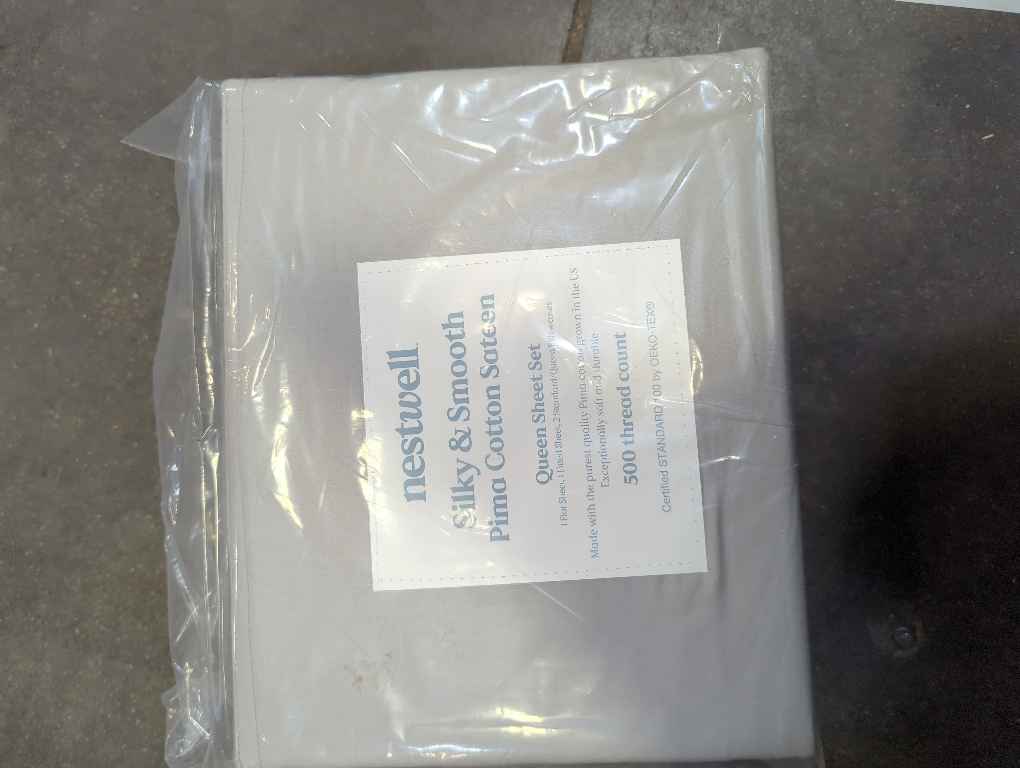 nestwell
Silky & Smooth
Pima Cotton Sateen
Queen Sheet Set
1 Flat Sheet, 1 Fitted Sheet, 2 Standard/Queen Pillowcases
Made with the purest quality Pima cotton grown in the US
Exceptionally soft and durable
500 thread count
Certified STANDARD 100 by OEKO-TEX®